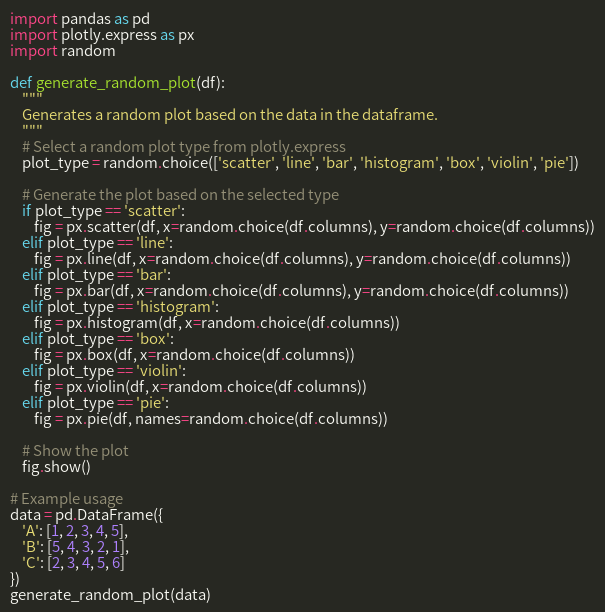 import pandas as pd
import plotly.express as px
import random

def generate_random_plot(df):
    """
    Generates a random plot based on the data in the dataframe.
    """
    # Select a random plot type from plotly.express
    plot_type = random.choice(['scatter', 'line', 'bar', 'histogram', 'box', 'violin', 'pie'])

    # Generate the plot based on the selected type
    if plot_type == 'scatter':
        fig = px.scatter(df, x=random.choice(df.columns), y=random.choice(df.columns))
    elif plot_type == 'line':
        fig = px.line(df, x=random.choice(df.columns), y=random.choice(df.columns))
    elif plot_type == 'bar':
        fig = px.bar(df, x=random.choice(df.columns), y=random.choice(df.columns))
    elif plot_type == 'histogram':
        fig = px.histogram(df, x=random.choice(df.columns))
    elif plot_type == 'box':
        fig = px.box(df, x=random.choice(df.columns))
    elif plot_type == 'violin':
        fig = px.violin(df, x=random.choice(df.columns))
    elif plot_type == 'pie':
        fig = px.pie(df, names=random.choice(df.columns))

    # Show the plot
    fig.show()

# Example usage
data = pd.DataFrame({
    'A': [1, 2, 3, 4, 5],
    'B': [5, 4, 3, 2, 1],
    'C': [2, 3, 4, 5, 6]
})
generate_random_plot(data)